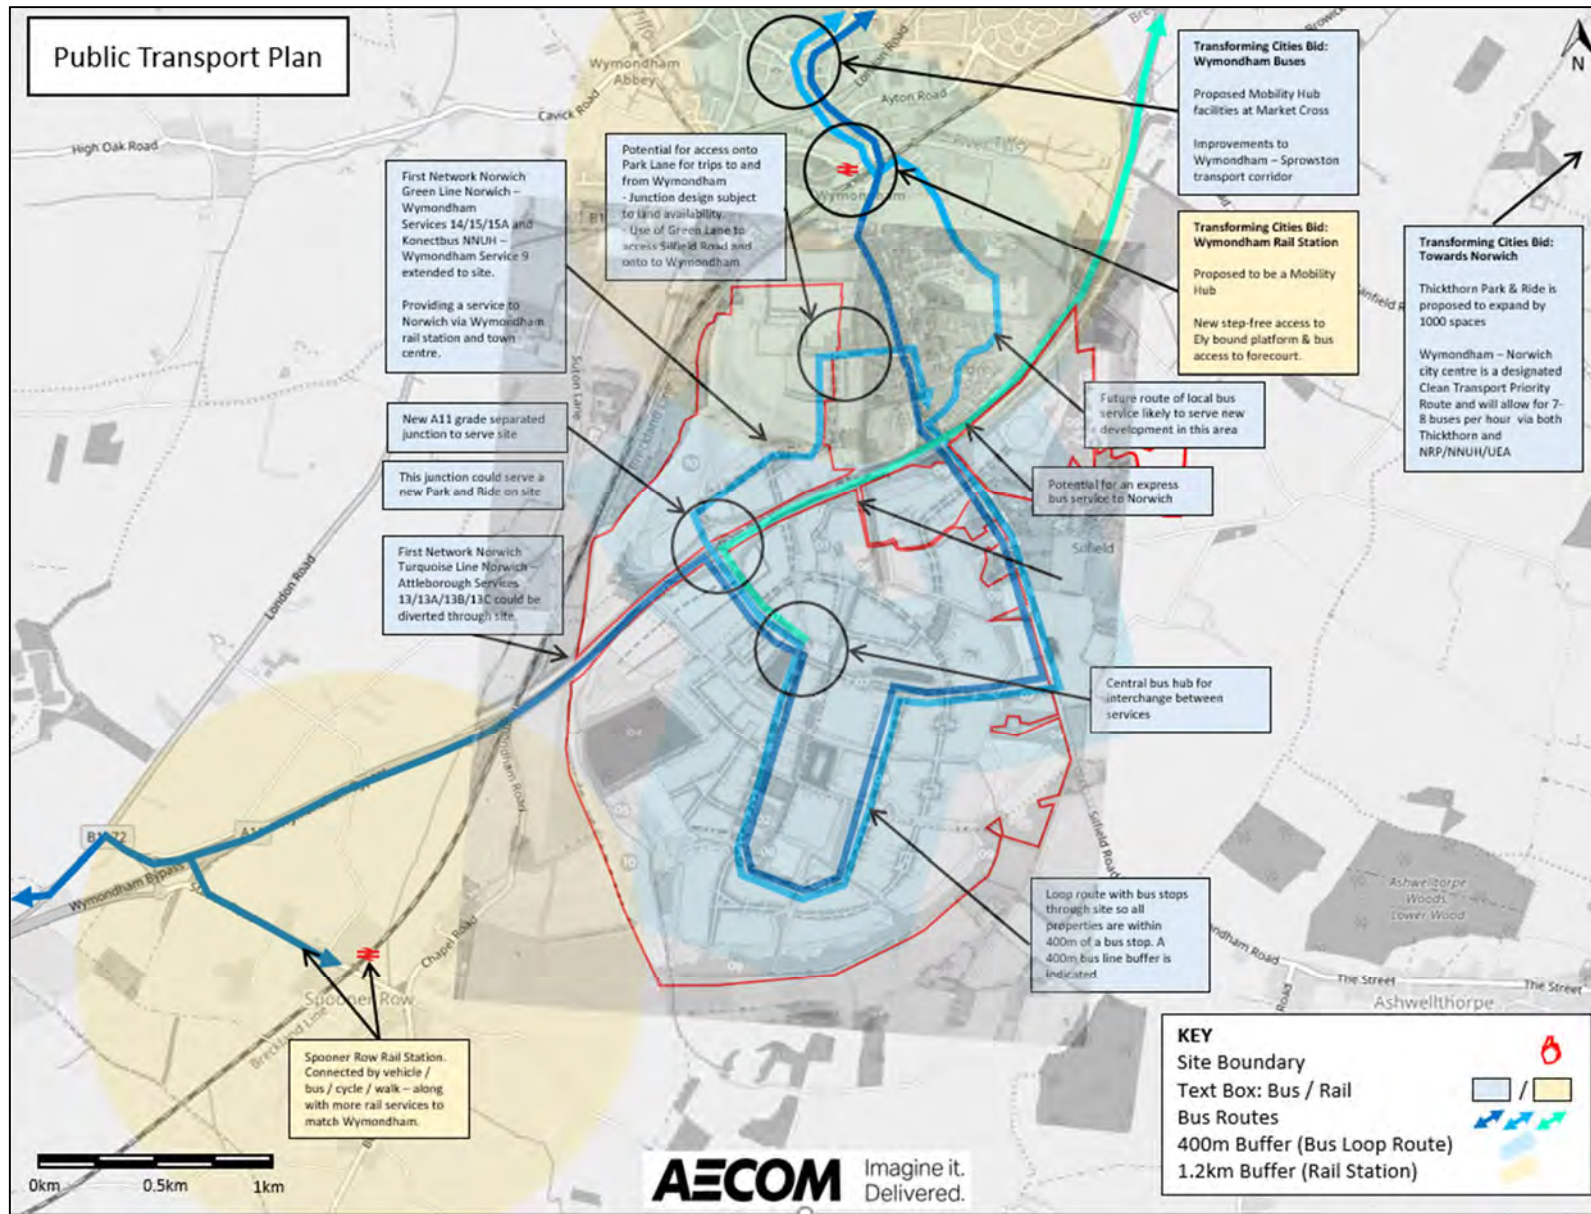 Public Transport Plan
N
Wymondham
Abbey
London Road
Ayton Road
Cavick Road
High Oak Road
River Tiffey
Wymondham
Suton Lane
Breckland Line
Silfield
London Road
Wymondham Road
Wymondham Bypass
Chapel Road
Spooner Row
Breckland Line
Silfield Road
Ashwellthorpe
Woods,
Lower Wood
The Street
The Street
Road
Ashwellthorpe
Transforming Cities Bid:
Wymondham Buses
Proposed Mobility Hub
facilities at Market Cross
Improvements to
Wymondham – Sprowston
transport corridor
Transforming Cities Bid:
Wymondham Rail Station
Proposed to be a Mobility
Hub
New step-free access to
Ely bound platform & bus
access to forecourt.
Transforming Cities Bid:
Towards Norwich
Thickthorn Park & Ride is
proposed to expand by
1000 spaces
Wymondham – Norwich
city centre is a designated
Clean Transport Priority
Route and will allow for 7-
8 buses per hour via both
Thickthorn and
NRP/NNUH/UEA
Potential for access onto
Park Lane for trips to and
from Wymondham
- Junction design subject
to land availability.
- Use of Green Lane to
access Silfield Road and
onto to Wymondham
First Network Norwich
Green Line Norwich –
Wymondham
Services 14/15/15A and
Konectbus NNUH –
Wymondham Service 9
extended to site.
Providing a service to
Norwich via Wymondham
rail station and town
centre.
New A11 grade separated
junction to serve site
This junction could serve a
new Park and Ride on site
First Network Norwich
Turquoise Line Norwich –
Attleborough Services
13/13A/13B/13C could be
diverted through site.
Future route of local bus
service likely to serve new
development in this area
Potential for an express
bus service to Norwich
Central bus hub for
interchange between
services
Loop route with bus stops
through site so all
properties are within
400m of a bus stop. A
400m bus line buffer is
indicated
Spooner Row Rail Station.
Connected by vehicle /
bus / cycle / walk – along
with more rail services to
match Wymondham.
KEY
Site Boundary
Text Box: Bus / Rail /
Bus Routes
400m Buffer (Bus Loop Route)
1.2km Buffer (Rail Station)
0km 0.5km 1km
AECOM Imagine it.
Delivered.